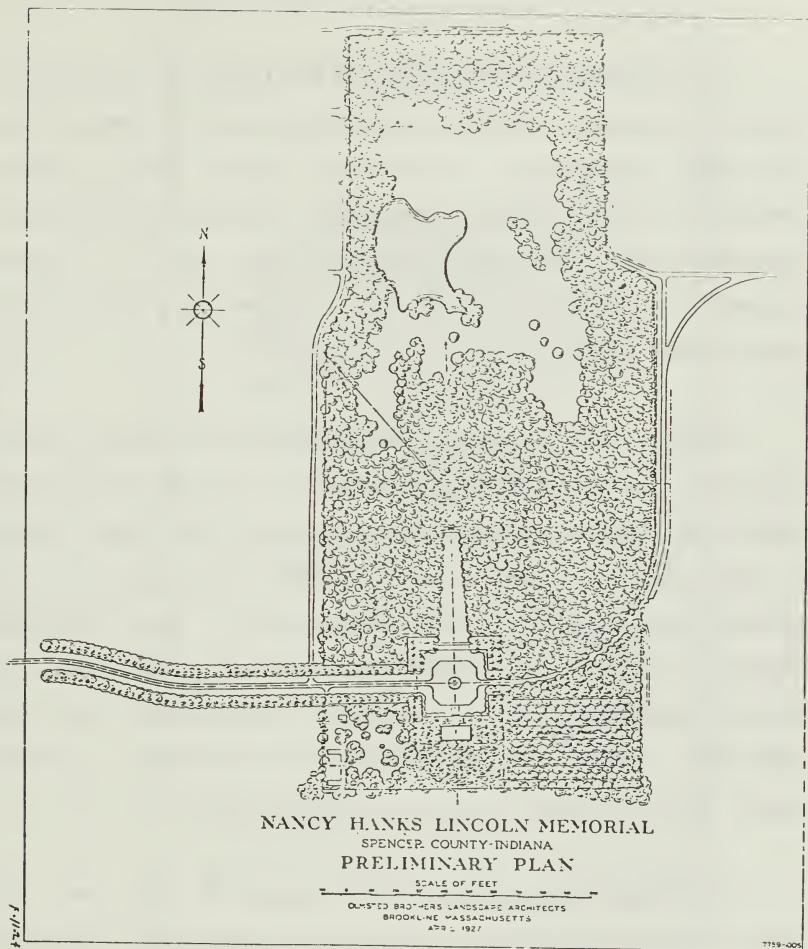 N
S
NANCY HANKS LINCOLN MEMORIAL
SPENCER COUNTY-INDIANA
PRELIMINARY PLAN
SCALE OF FEET
OLMSTED BROTHERS LANDSCAPE ARCHITECTS
BROOKLINE MASSACHUSETTS
APRIL 1927